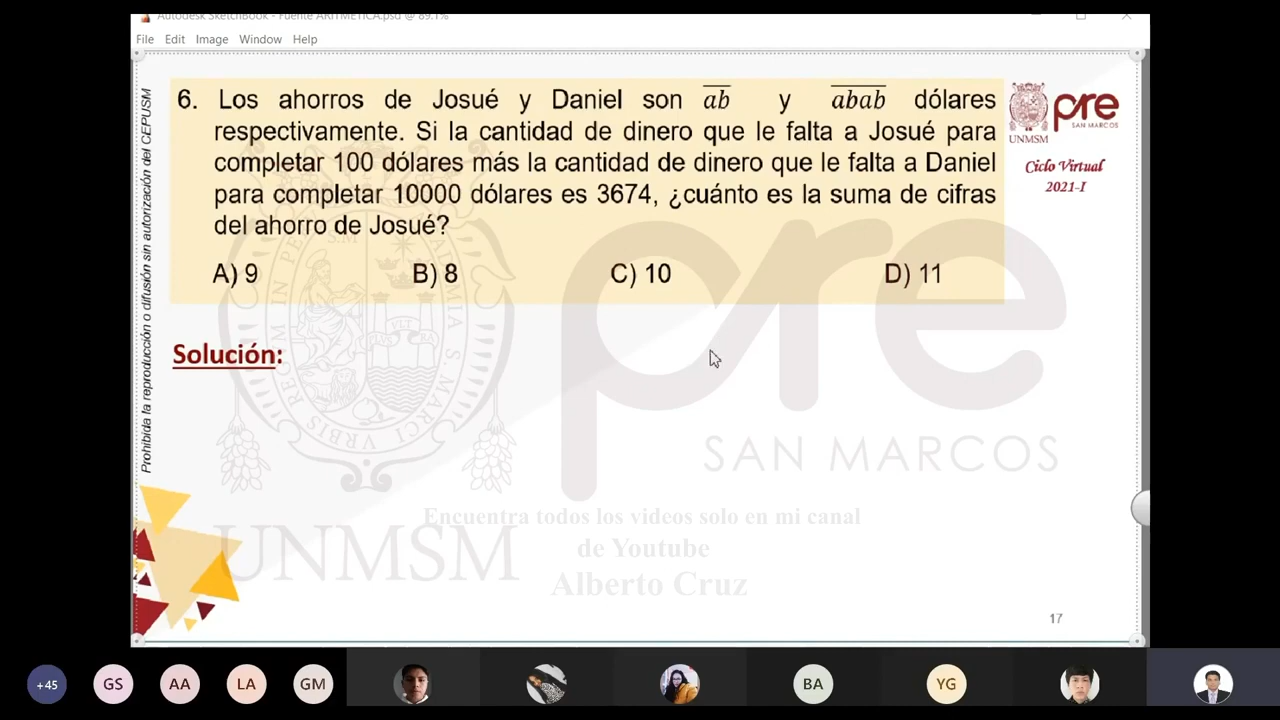 Autodesk SketchBook - Fuente ARITMETICA.psd @ 89.1%
File Edit Image Window Help
Prohibida la reproducción o difusión sin autorización del CEPUSM
6. Los ahorros de Josué y Daniel son ab y abab dólares
respectivamente. Si la cantidad de dinero que le falta a Josué para
completar 100 dólares más la cantidad de dinero que le falta a Daniel
para completar 10000 dólares es 3674, ¿cuánto es la suma de cifras
del ahorro de Josué?
A) 9 B) 8 C) 10 D) 11
UNMSM
pre
SAN MARCOS
Ciclo Virtual
2021-I
Solución:
pre
SAN MARCOS
UNMSM
Encuentra todos los videos solo en mi canal
de Youtube
Alberto Cruz
17
+45 GS AA LA GM BA YG